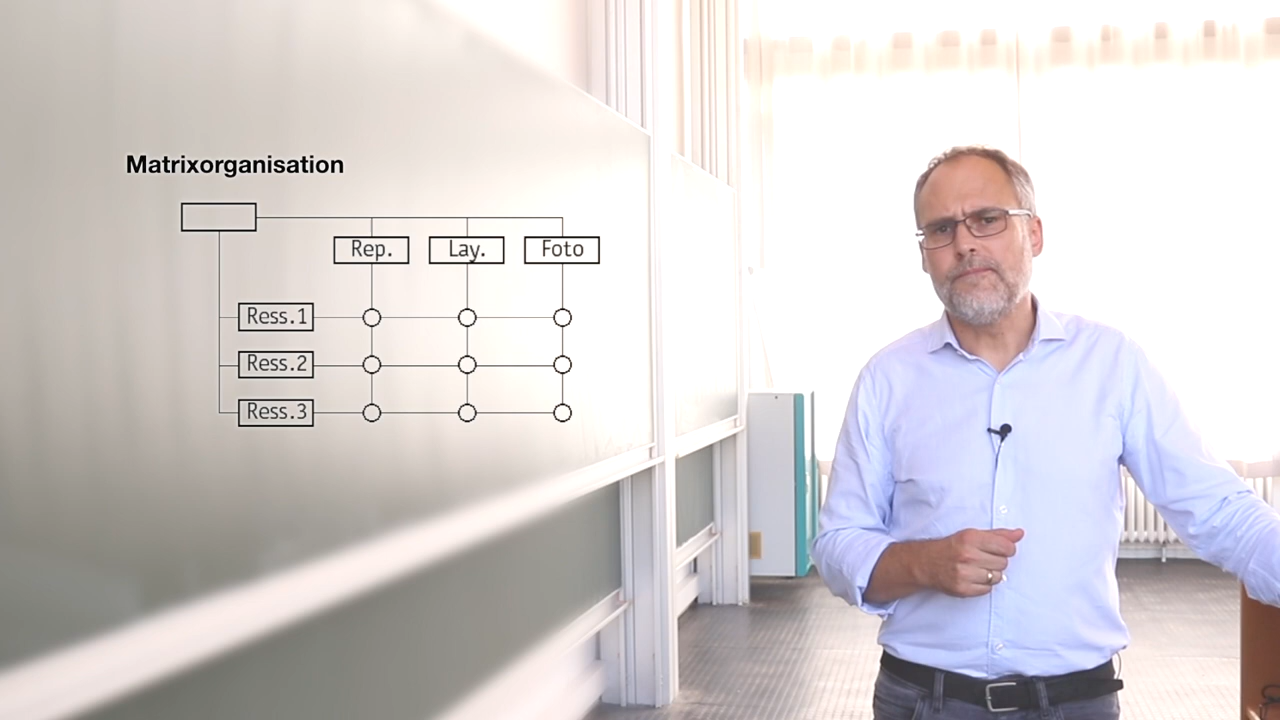 Matrixorganisation
Rep. Lay. Foto
Ress.1
Ress.2
Ress.3